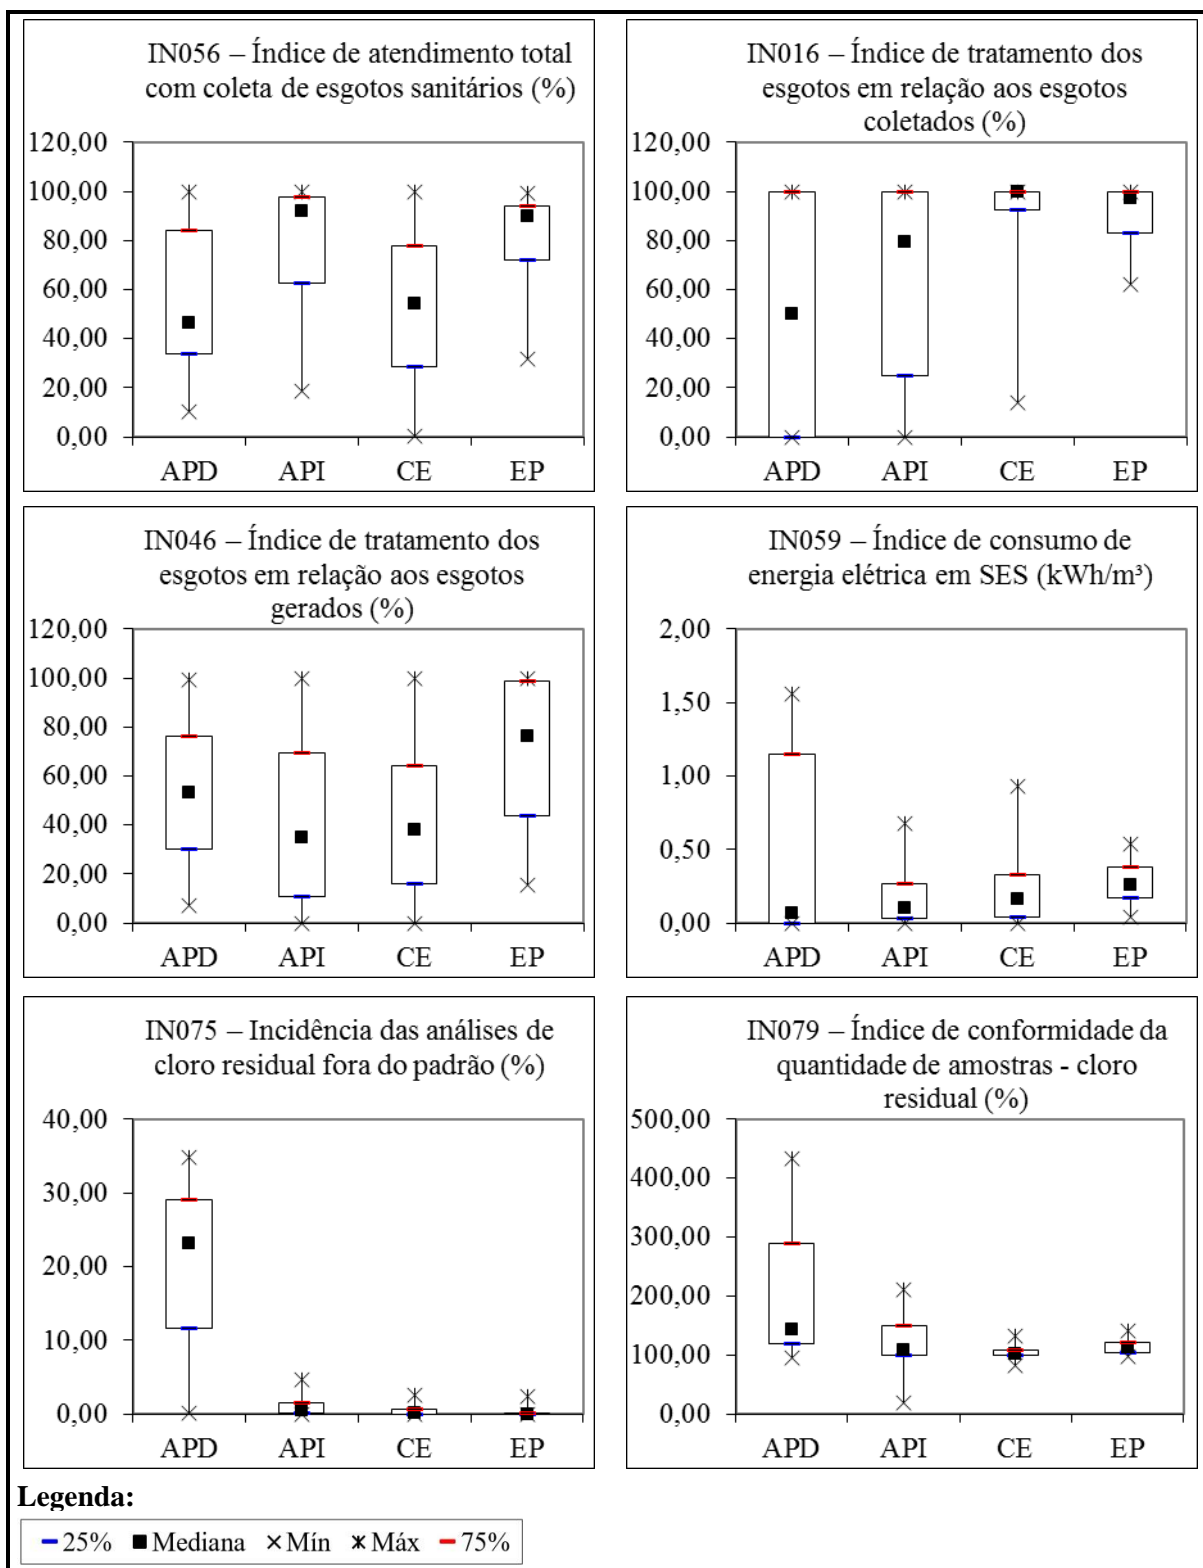 IN056 – Índice de atendimento total
com coleta de esgotos sanitários (%)
120,00
100,00
80,00
60,00
40,00
20,00
0,00
APD API CE EP
IN016 – Índice de tratamento dos
esgotos em relação aos esgotos
coletados (%)
120,00
100,00
80,00
60,00
40,00
20,00
0,00
APD API CE EP
IN046 – Índice de tratamento dos
esgotos em relação aos esgotos
gerados (%)
120,00
100,00
80,00
60,00
40,00
20,00
0,00
APD API CE EP
IN059 – Índice de consumo de
energia elétrica em SES (kWh/m³)
2,00
1,50
1,00
0,50
0,00
APD API CE EP
IN075 – Incidência das análises de
cloro residual fora do padrão (%)
40,00
30,00
20,00
10,00
0,00
APD API CE EP
IN079 – Índice de conformidade da
quantidade de amostras - cloro
residual (%)
500,00
400,00
300,00
200,00
100,00
0,00
APD API CE EP
Legenda:
25% Mediana Mín Máx 75%